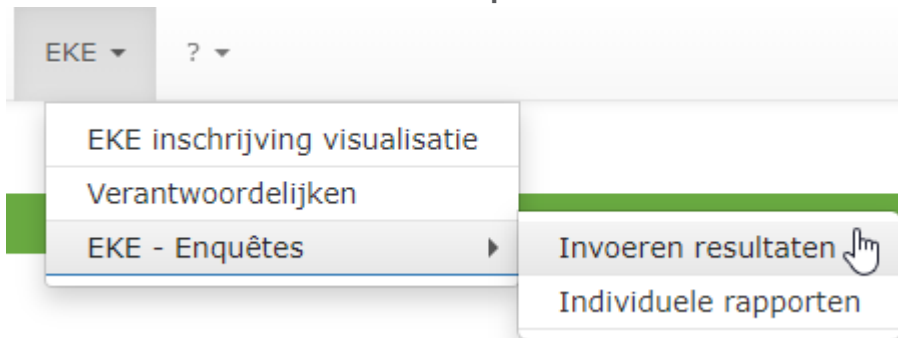 EKE ?
EKE inschrijving visualisatie
Verantwoordelijken
EKE - Enquêtes
Invoeren resultaten
Individuele rapporten